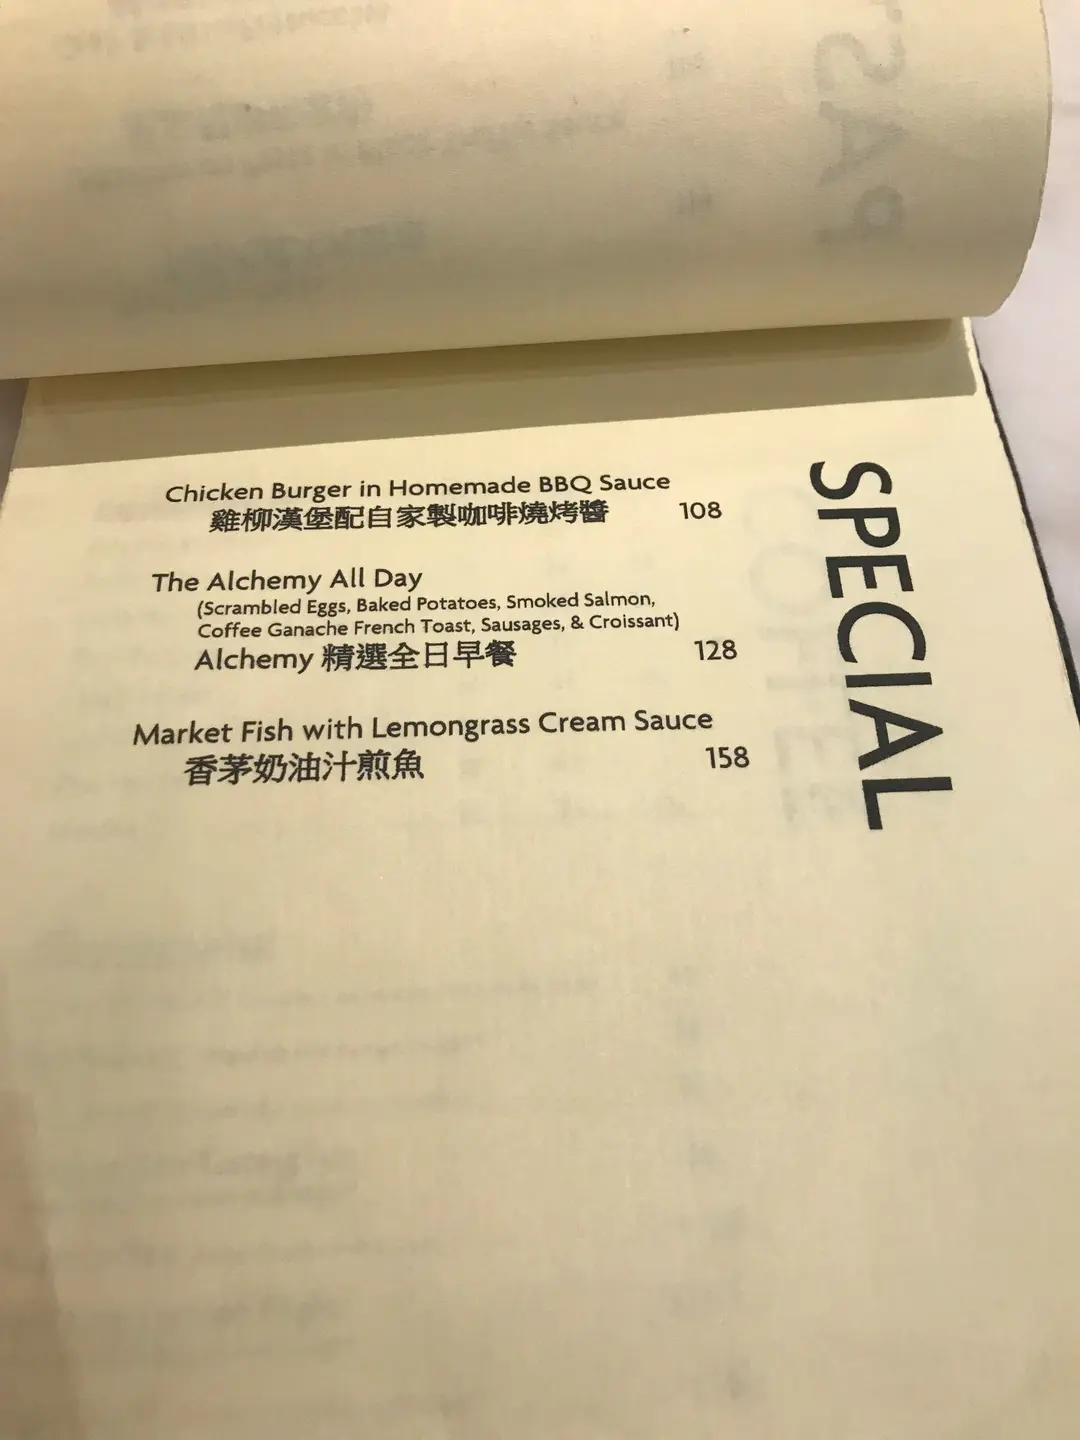 SPECIAL
Chicken Burger in Homemade BBQ Sauce
雞柳漢堡配自家製咖啡燒烤醬 108
The Alchemy All Day
(Scrambled Eggs, Baked Potatoes, Smoked Salmon,
Coffee Ganache French Toast, Sausages, & Croissant)
Alchemy 精選全日早餐 128
Market Fish with Lemongrass Cream Sauce
香茅奶油汁煎魚 158